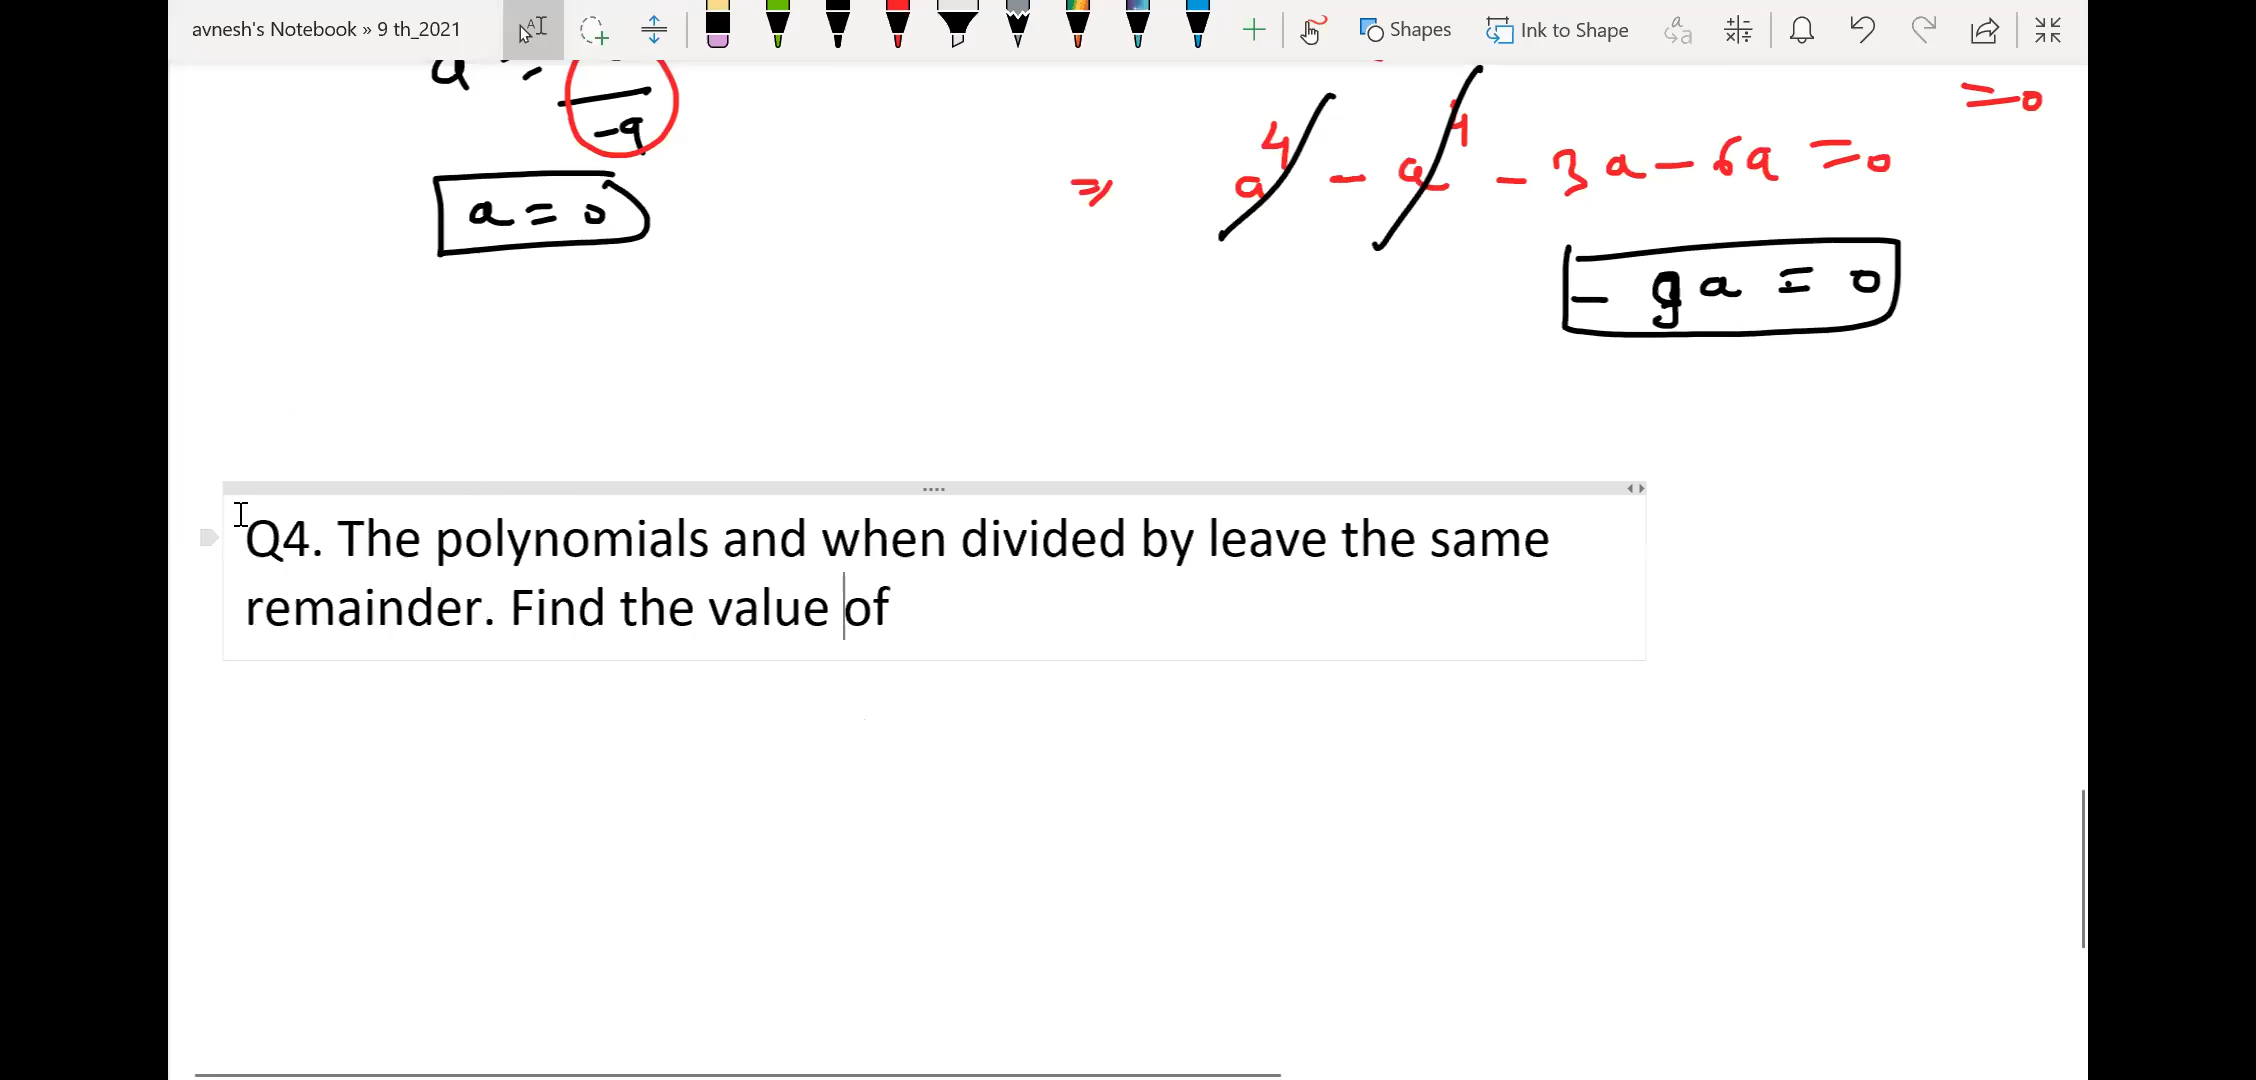 avnesh's Notebook » 9 th_2021
Shapes
Ink to Shape
a =
-9
= 0
a = 0
⇒ a⁴ - a⁴ - 3a - 6a = 0
- 9a = 0
Q4. The polynomials and when divided by leave the same
remainder. Find the value of